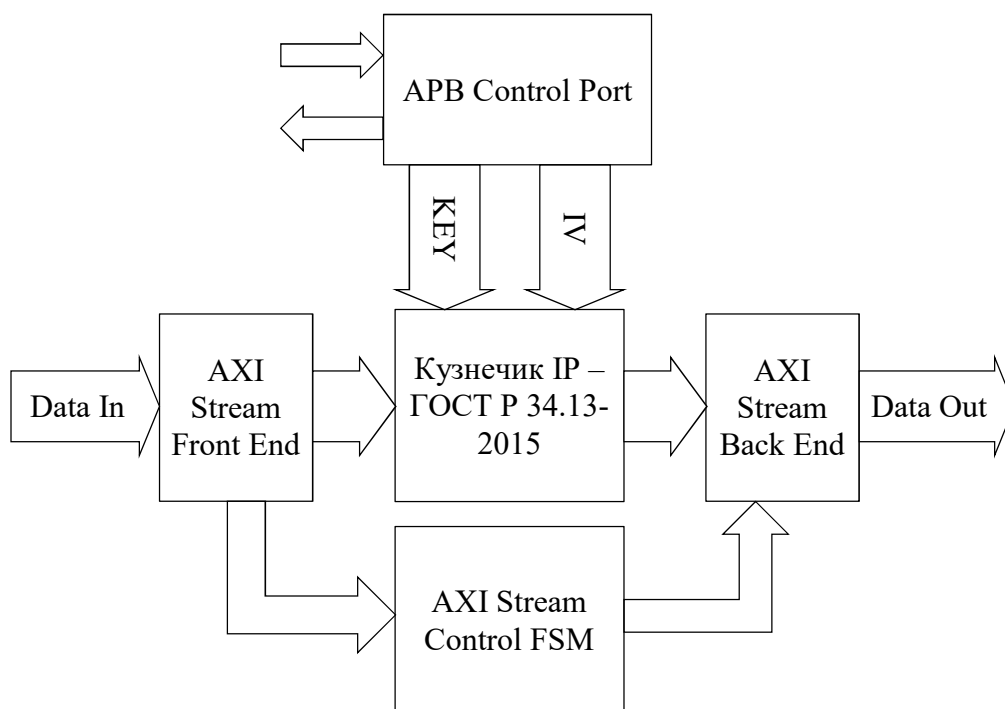 APB Control Port
KEY
IV
Data In
AXI
Stream
Front End
Кузнечик IP –
ГОСТ Р 34.13-
2015
AXI
Stream
Back End
Data Out
AXI Stream
Control FSM